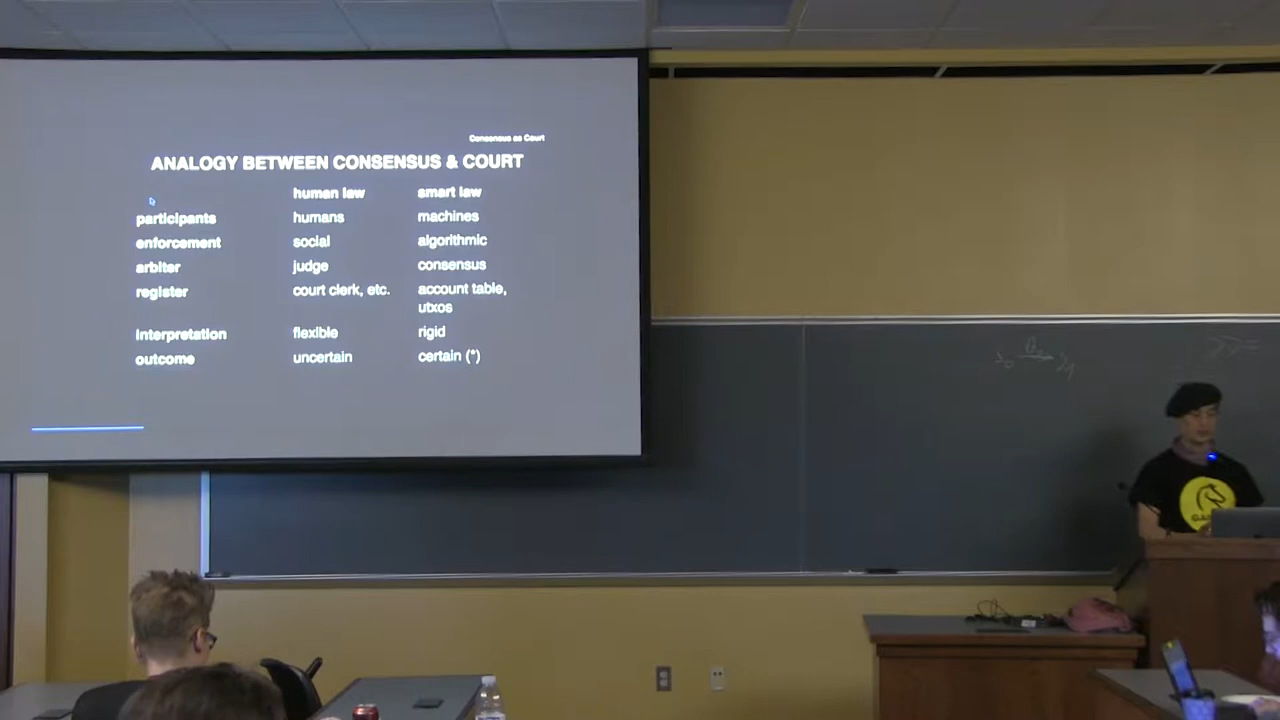 Consensus as Court
ANALOGY BETWEEN CONSENSUS & COURT
human law smart law
participants humans machines
enforcement social algorithmic
arbiter judge consensus
register court clerk, etc. account table,
utxos
interpretation flexible rigid
outcome uncertain certain (*)